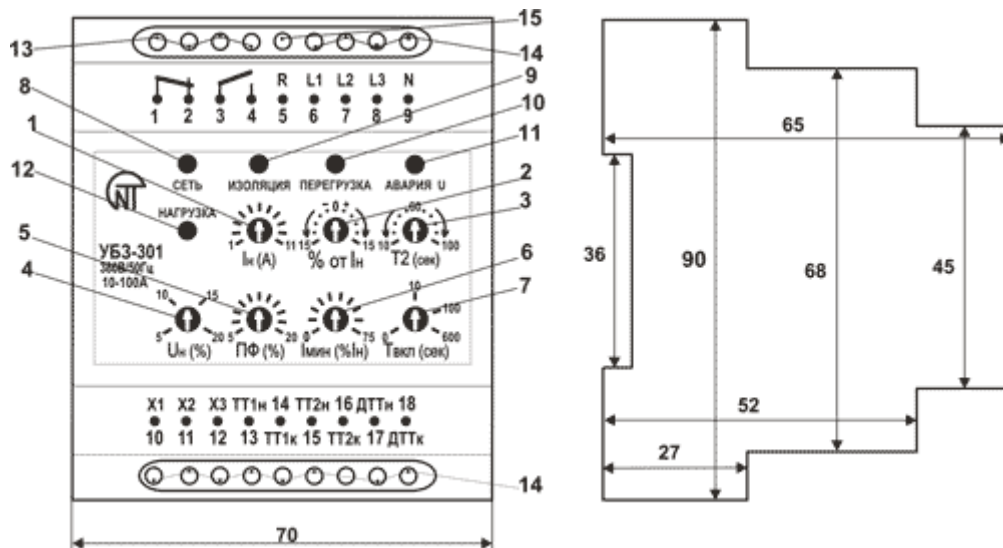 13
15
14
R L1 L2 L3 N
1 2 3 4 5 6 7 8 9
8
9
10
11
1
12
СЕТЬ ИЗОЛЯЦИЯ ПЕРЕГРУЗКА АВАРИЯ U
NT
НАГРУЗКА
2
3
0
60
1 11 15 15 10 100
Iн (А) % от Iн Т2 (сек)
УБЗ-301
380В/50Гц
10-100А
5
4
6
7
10 15
10
100
5 20 5 20 0 75 0 600
Uн (%) ПФ (%) Iмин (%Iн) Твкл (сек)
X1 X2 X3 ТТ1н 14 ТТ2н 16 ДТТн 18
10 11 12 13 ТТ1к 15 ТТ2к 17 ДТТк
14
70
65
36
90
68
45
52
27